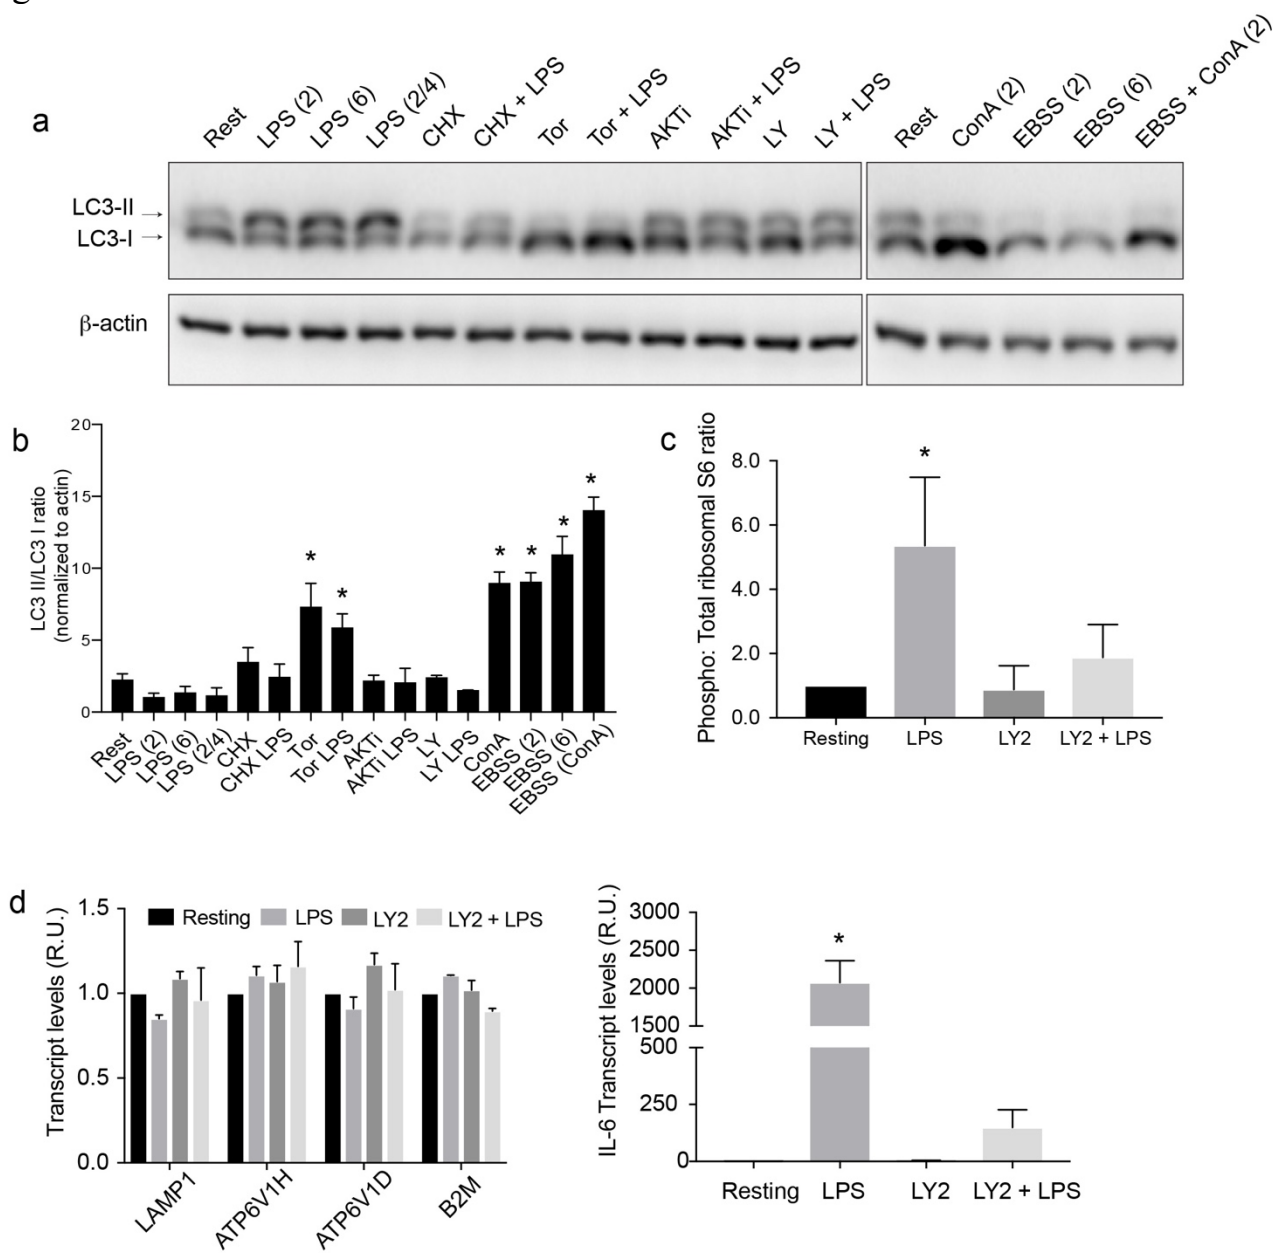 a
Rest
LPS (2)
LPS (6)
LPS (2/4)
CHX
CHX + LPS
Tor
Tor + LPS
AKTi
AKTi + LPS
LY
LY + LPS
Rest
ConA (2)
EBSS (2)
EBSS (6)
EBSS + ConA (2)
LC3-II
LC3-I
β-actin
b
LC3 II/LC3 I ratio
(normalized to actin)
20
15
10
5
0
*
*
*
*
*
*
Rest
LPS (2)
LPS (6)
LPS (2/4)
CHX
CHX LPS
Tor
Tor LPS
AKTi
AKTi LPS
LY
LY LPS
ConA
EBSS (2)
EBSS (6)
EBSS (ConA)
c
Phospho: Total ribosomal S6 ratio
8.0
6.0
4.0
2.0
0.0
*
Resting
LPS
LY2
LY2 + LPS
d
Transcript levels (R.U.)
1.5
1.0
0.5
0.0
Resting
LPS
LY2
LY2 + LPS
LAMP1
ATP6V1H
ATP6V1D
B2M
IL-6 Transcript levels (R.U.)
3000
2500
2000
1500
500
250
0
*
Resting
LPS
LY2
LY2 + LPS